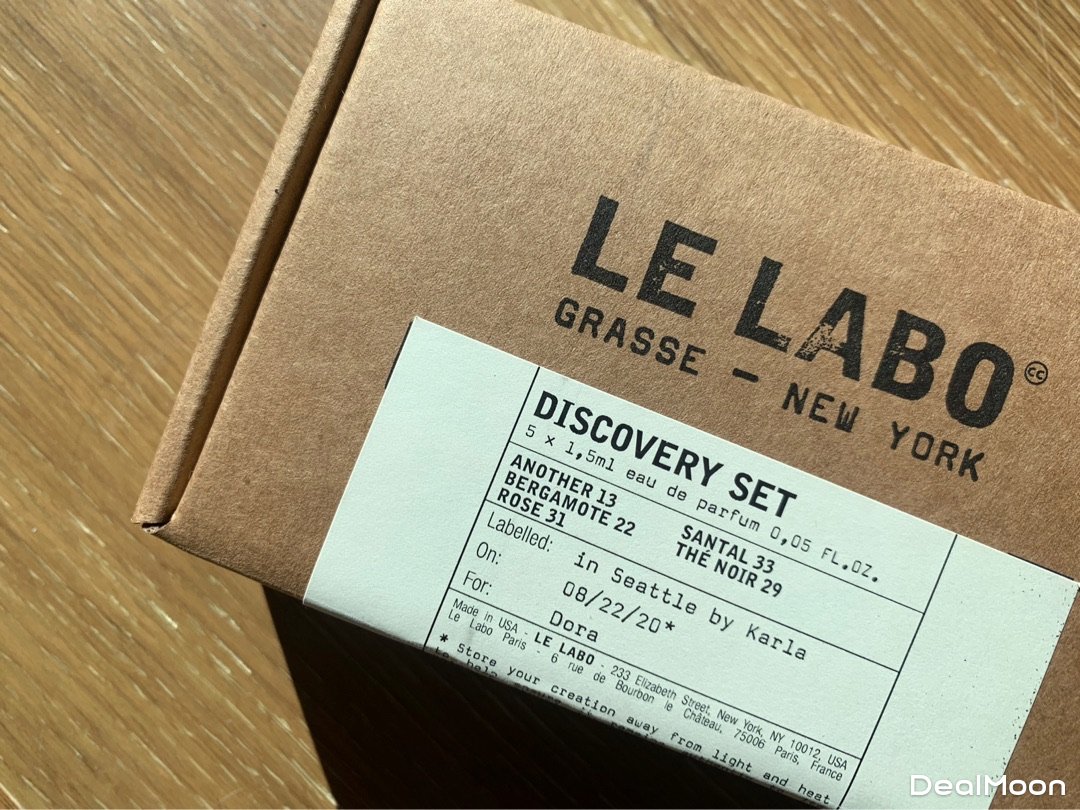 LE LABO©
GRASSE - NEW YORK
DISCOVERY SET
5 x 1,5ml eau de parfum 0,05 FL.OZ.
ANOTHER 13
BERGAMOTE 22
ROSE 31
SANTAL 33
THÉ NOIR 29
Labelled: in Seattle by Karla
On: 08/22/20*
For: Dora
Made in USA - LE LABO - 233 Elizabeth Street, New York, NY 10012, USA
Le Labo Paris - 6 rue de Bourbon le Château, 75006 Paris, France
* Store your creation away from light and heat
to help
DealMoon